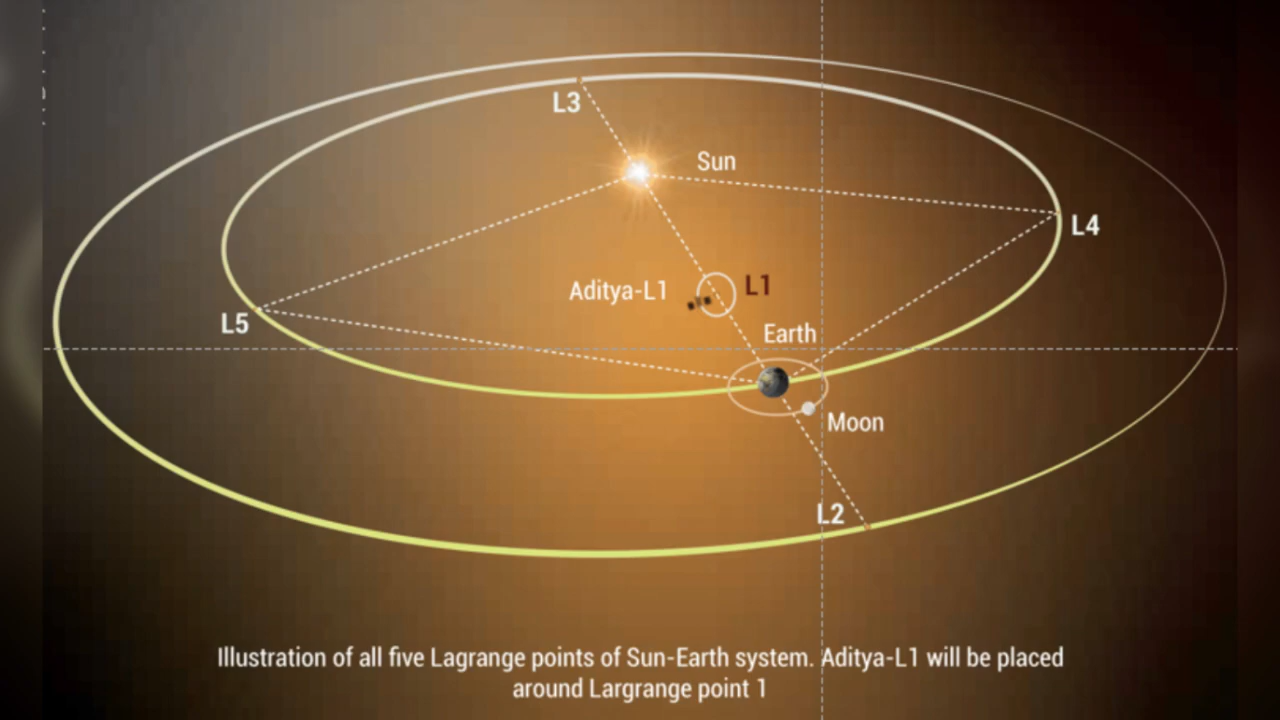 L3
Sun
L4
Aditya-L1
L1
L5
Earth
Moon
L2
Illustration of all five Lagrange points of Sun-Earth system. Aditya-L1 will be placed
around Largrange point 1